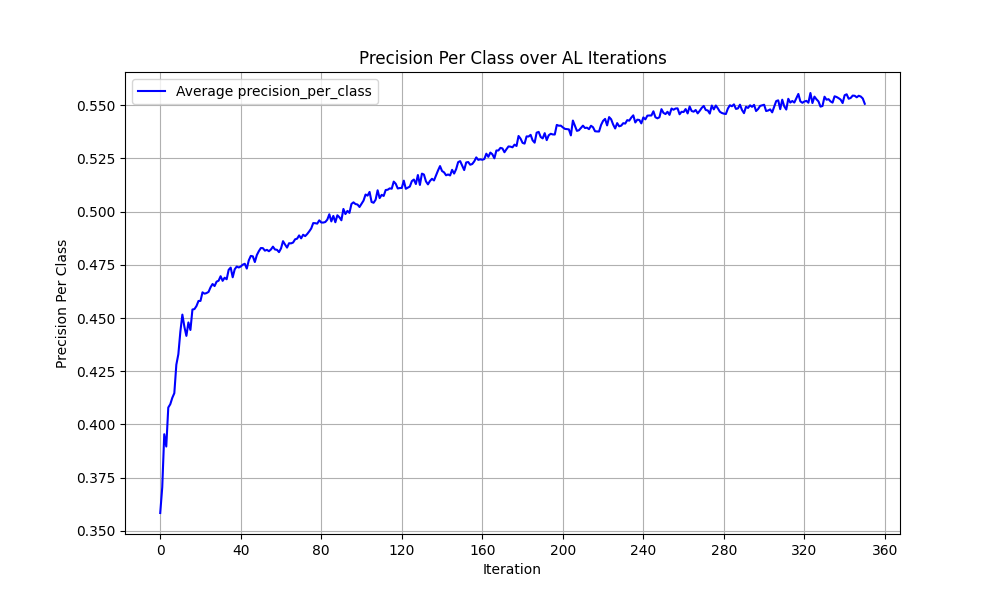 Precision Per Class over AL Iterations
Average precision_per_class
Precision Per Class
0.550
0.525
0.500
0.475
0.450
0.425
0.400
0.375
0.350
0 40 80 120 160 200 240 280 320 360
Iteration